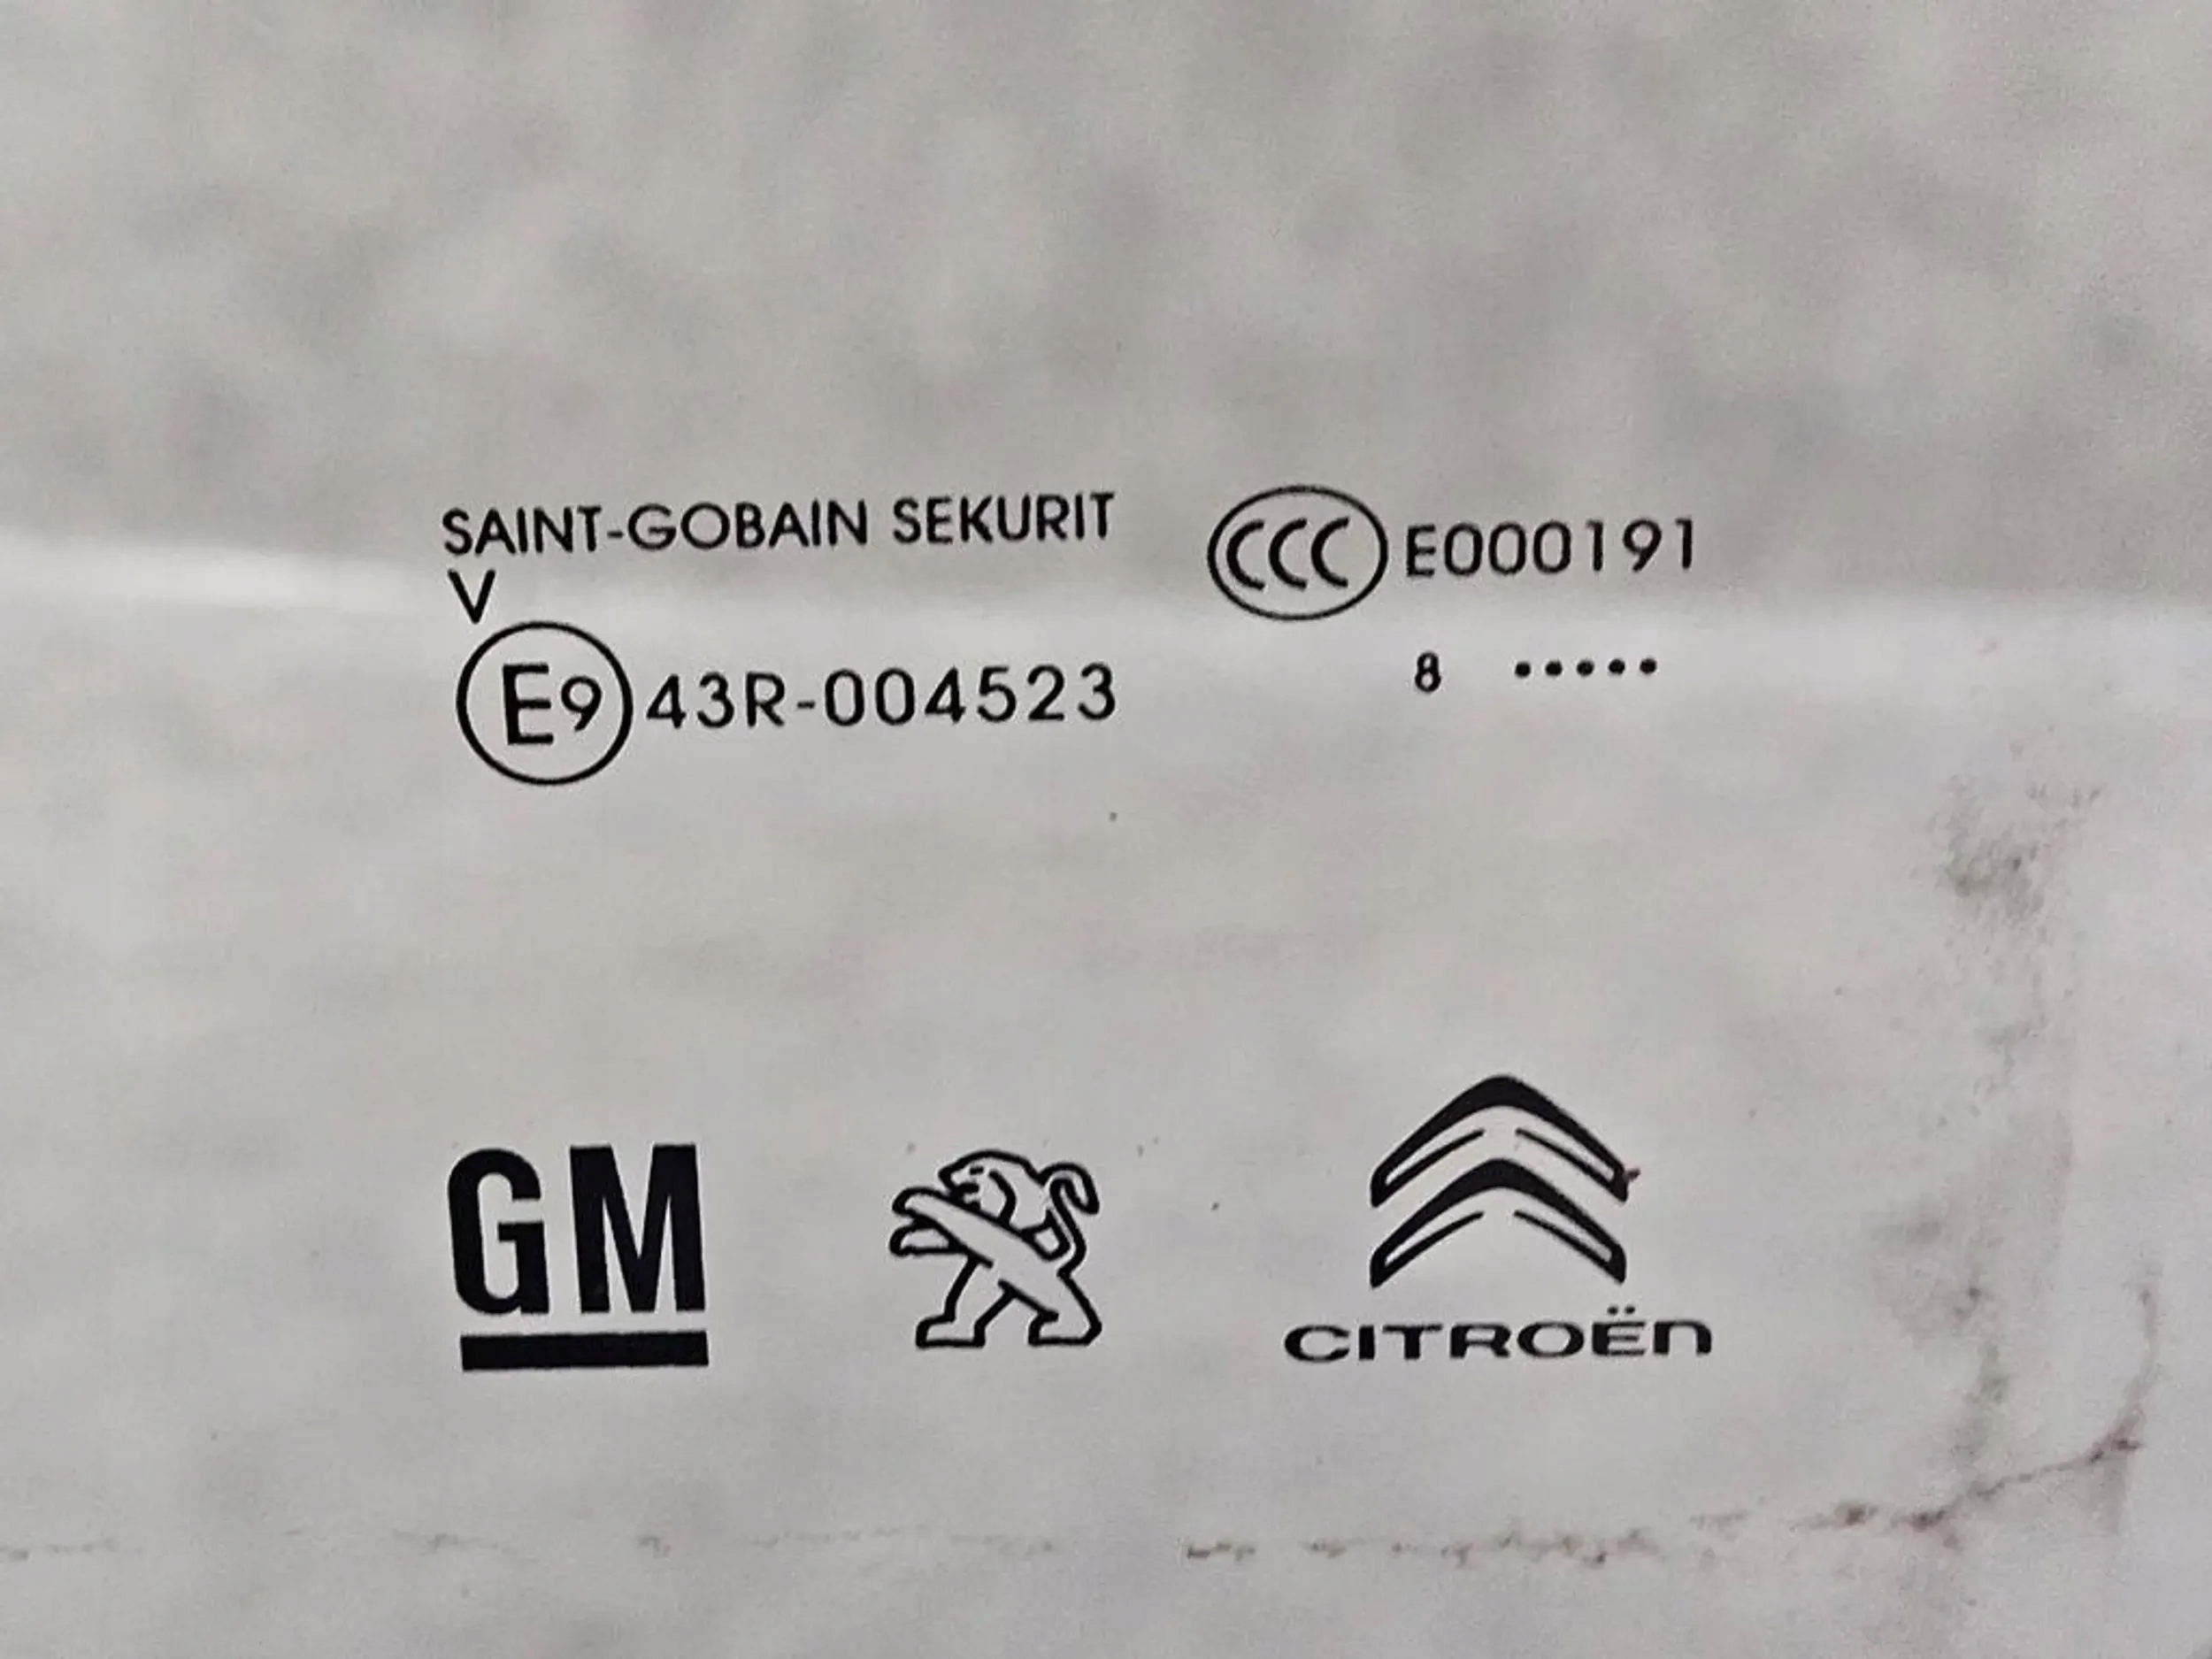 SAINT-GOBAIN SEKURIT
V
E9 43R-004523
CCC E000191
8 •••••
GM
CITROËN